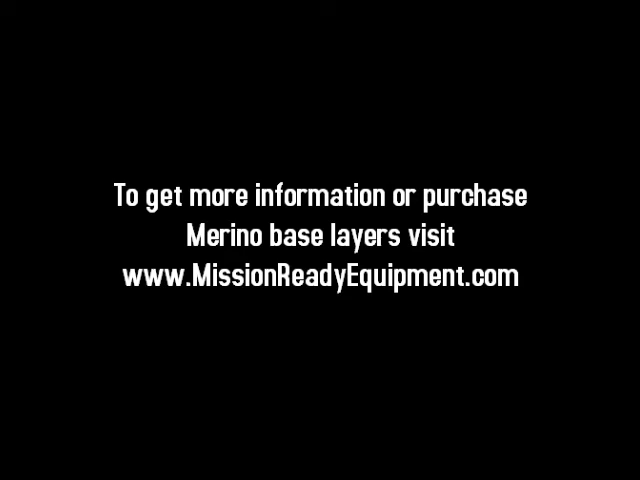 To get more information or purchase
Merino base layers visit
www.MissionReadyEquipment.com